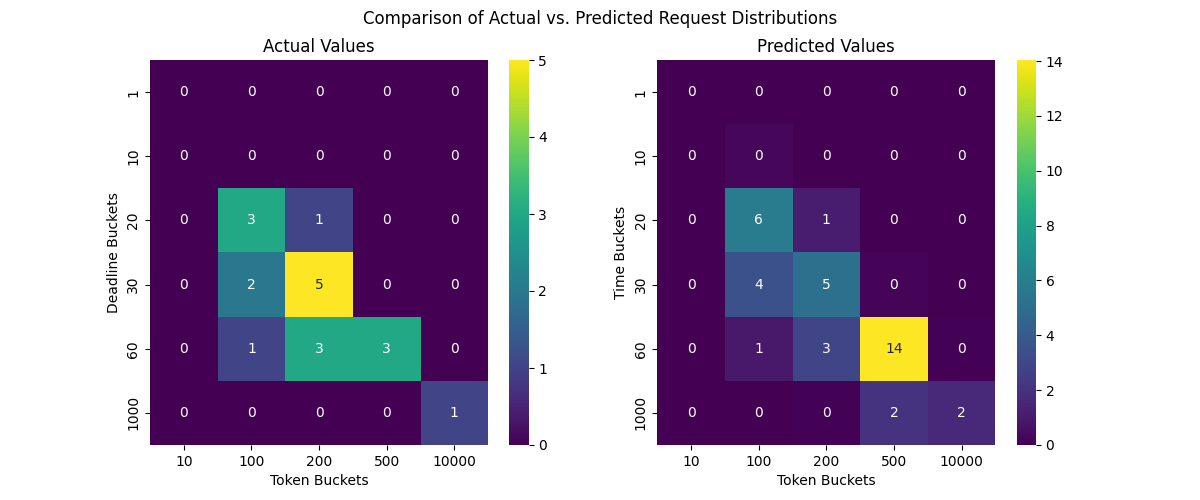 Comparison of Actual vs. Predicted Request Distributions
Actual Values
Deadline Buckets
1 0 0 0 0 0
10 0 0 0 0 0
20 0 3 1 0 0
30 0 2 5 0 0
60 0 1 3 3 0
1000 0 0 0 0 1
10 100 200 500 10000
Token Buckets
5
4
3
2
1
0
Predicted Values
Time Buckets
1 0 0 0 0 0
10 0 0 0 0 0
20 0 6 1 0 0
30 0 4 5 0 0
60 0 1 3 14 0
1000 0 0 0 2 2
10 100 200 500 10000
Token Buckets
14
12
10
8
6
4
2
0